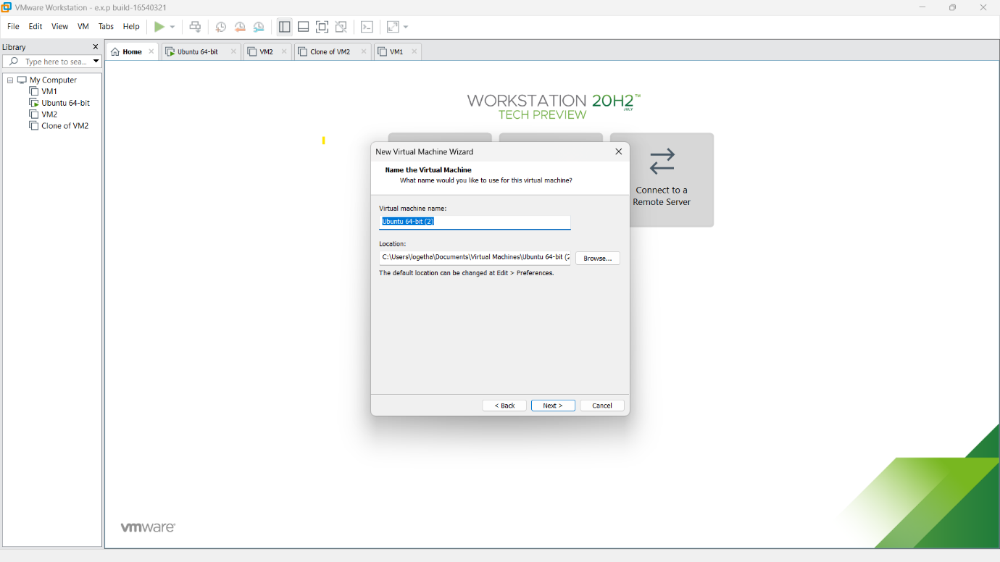 VMware Workstation - e.x.p build-16540321
File Edit View VM Tabs Help
Library
Type here to sea...
My Computer
VM1
Ubuntu 64-bit
VM2
Clone of VM2
Home Ubuntu 64-bit VM2 Clone of VM2 VM1
WORKSTATION 20H2™
JULY
TECH PREVIEW
Connect to a
Remote Server
New Virtual Machine Wizard
Name the Virtual Machine
What name would you like to use for this virtual machine?
Virtual machine name:
Ubuntu 64-bit (2)
Location:
C:\Users\logetha\Documents\Virtual Machines\Ubuntu 64-bit (2
Browse...
The default location can be changed at Edit > Preferences.
< Back Next > Cancel
vmware®